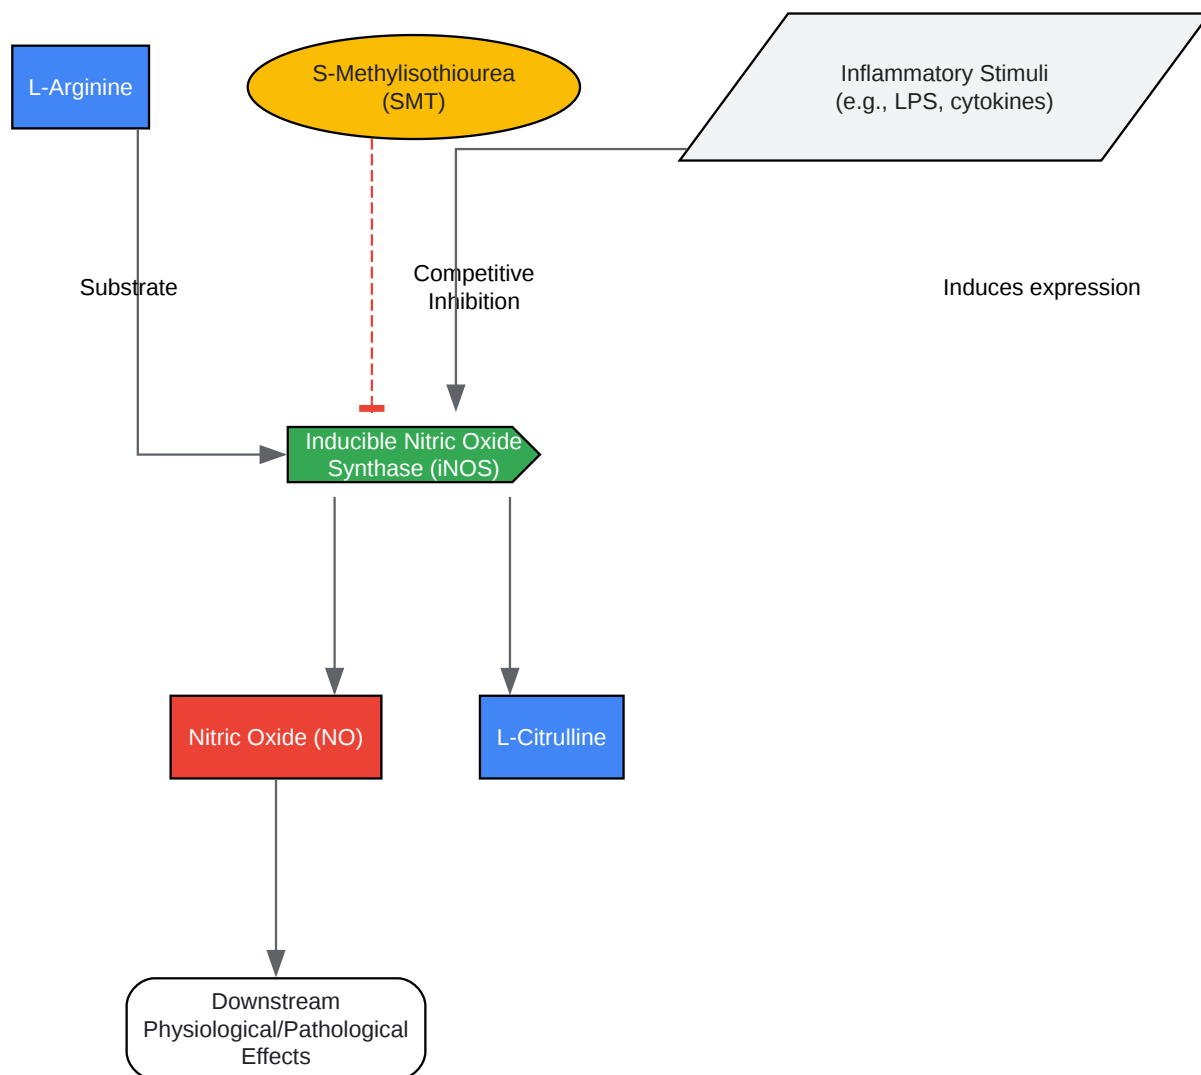 L-Arginine
S-Methylisothiourea
(SMT)
Inflammatory Stimuli
(e.g., LPS, cytokines)
Substrate
Competitive
Inhibition
Induces expression
Inducible Nitric Oxide
Synthase (iNOS)
Nitric Oxide (NO)
L-Citrulline
Downstream
Physiological/Pathological
Effects